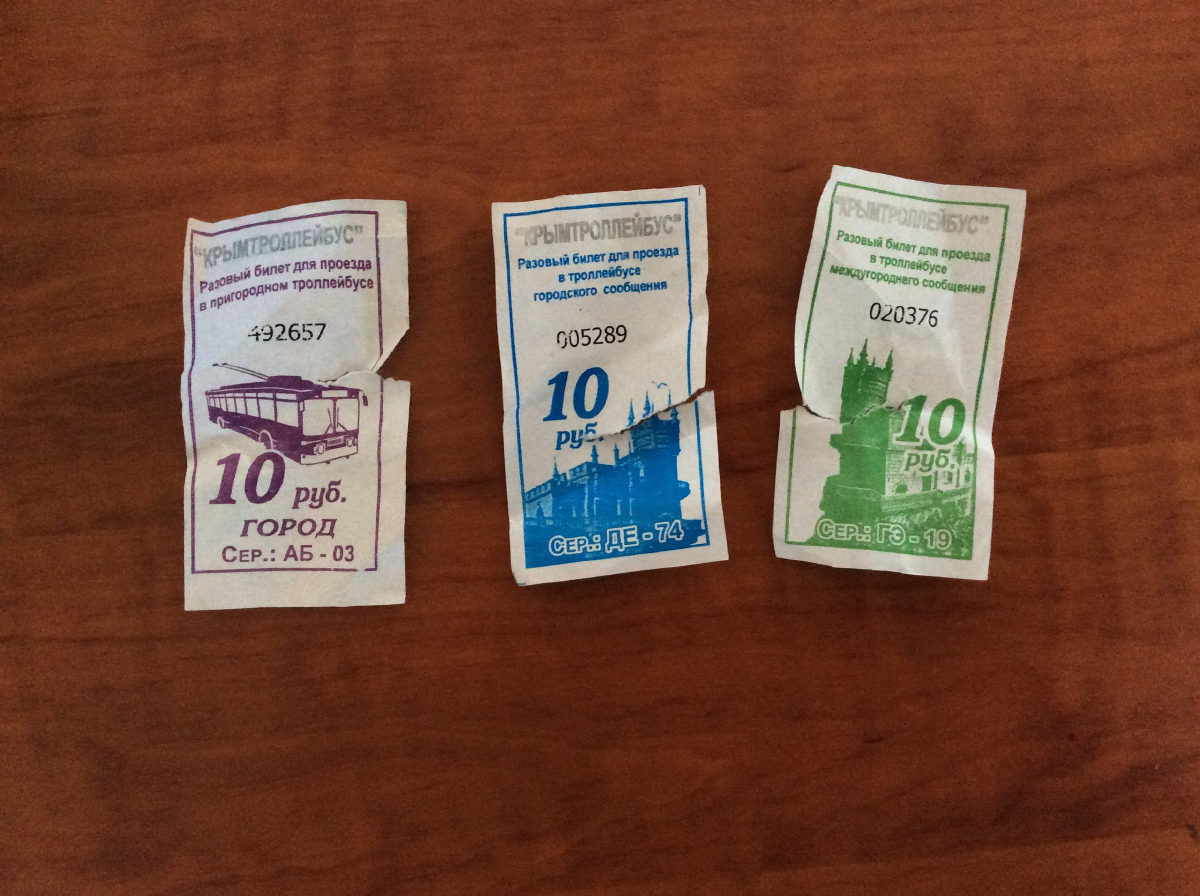 "КРЫМТРОЛЛЕЙБУС"
Разовый билет для проезда
в пригородном троллейбусе
492657
10 руб.
ГОРОД
Сер.: АБ - 03
"КРЫМТРОЛЛЕЙБУС"
Разовый билет для проезда
в троллейбусе
городского сообщения
005289
10
руб.
Сер.: ДЕ - 74
"КРЫМТРОЛЛЕЙБУС"
Разовый билет для проезда
в троллейбусе
междугороднего сообщения
020376
10
руб.
Сер.: ГЭ - 19